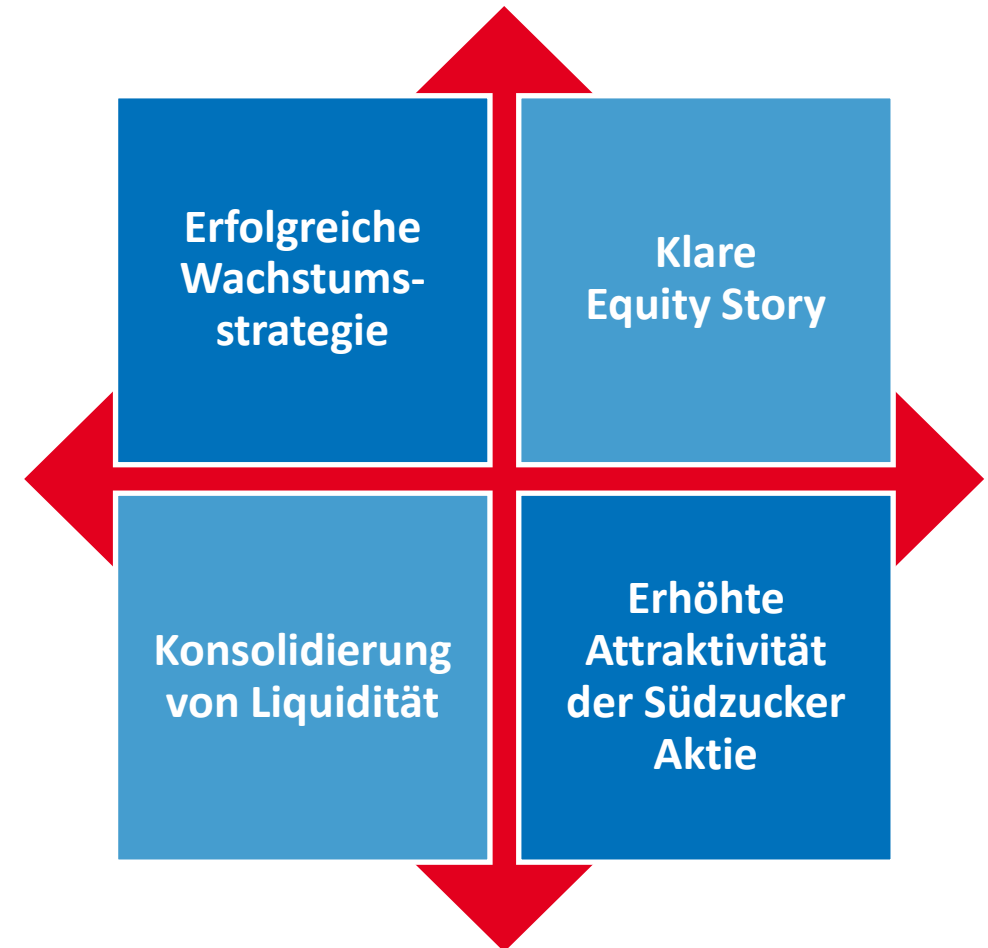 Erfolgreiche
Wachstums-
strategie
Klare
Equity Story
Konsolidierung
von Liquidität
Erhöhte
Attraktivität
der Südzucker
Aktie